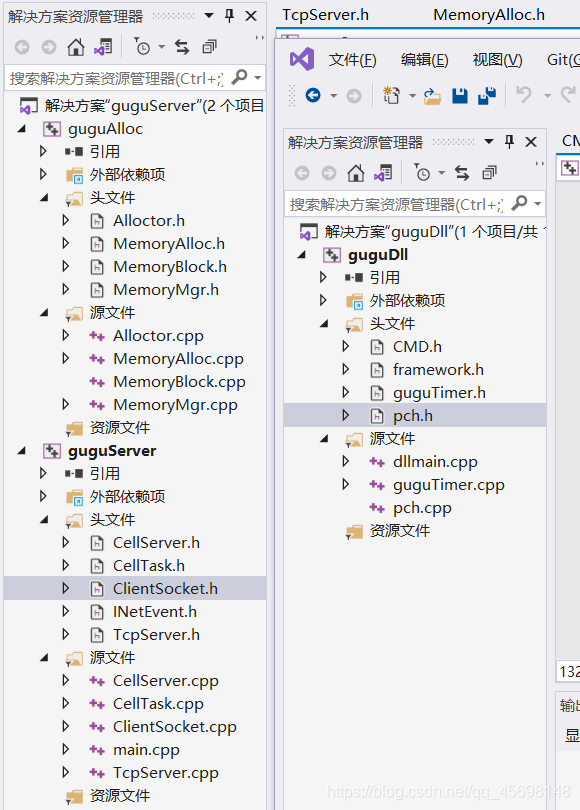 解决方案资源管理器
搜索解决方案资源管理器(Ctrl+;)
解决方案"guguServer"(2 个项目
guguAlloc
引用
外部依赖项
头文件
Alloctor.h
MemoryAlloc.h
MemoryBlock.h
MemoryMgr.h
源文件
Alloctor.cpp
MemoryAlloc.cpp
MemoryBlock.cpp
MemoryMgr.cpp
资源文件
guguServer
引用
外部依赖项
头文件
CellServer.h
CellTask.h
ClientSocket.h
INetEvent.h
TcpServer.h
源文件
CellServer.cpp
CellTask.cpp
ClientSocket.cpp
main.cpp
TcpServer.cpp
资源文件
TcpServer.h MemoryAlloc.h
文件(F) 编辑(E) 视图(V) Git(G
解决方案资源管理器
搜索解决方案资源管理器(Ctrl+;)
解决方案"guguDll"(1 个项目/共 1
guguDll
引用
外部依赖项
头文件
CMD.h
framework.h
guguTimer.h
pch.h
源文件
dllmain.cpp
guguTimer.cpp
pch.cpp
资源文件
CM
132
输出
显
https://blog.csdn.net/qq_45698148